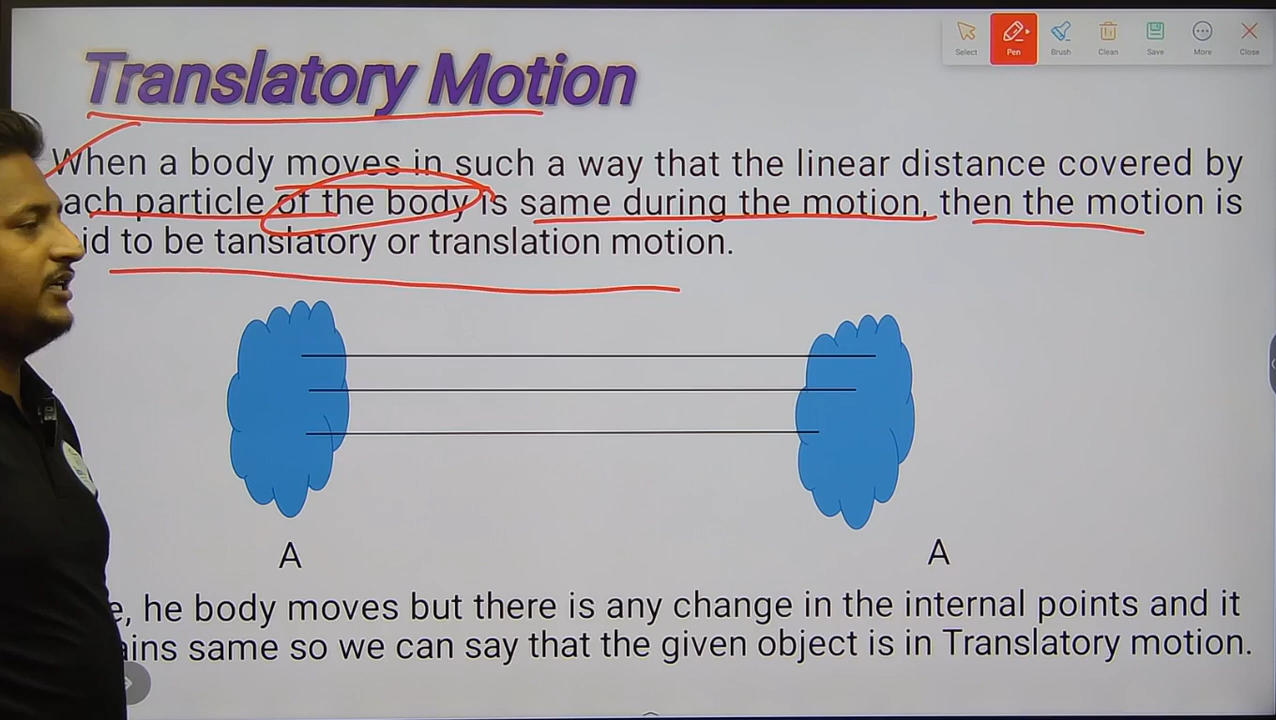 Select Pen Brush Clean Save More Close
Translatory Motion
When a body moves in such a way that the linear distance covered by
ach particle of the body is same during the motion, then the motion is
id to be tanslatory or translation motion.
A A
e, he body moves but there is any change in the internal points and it
ains same so we can say that the given object is in Translatory motion.